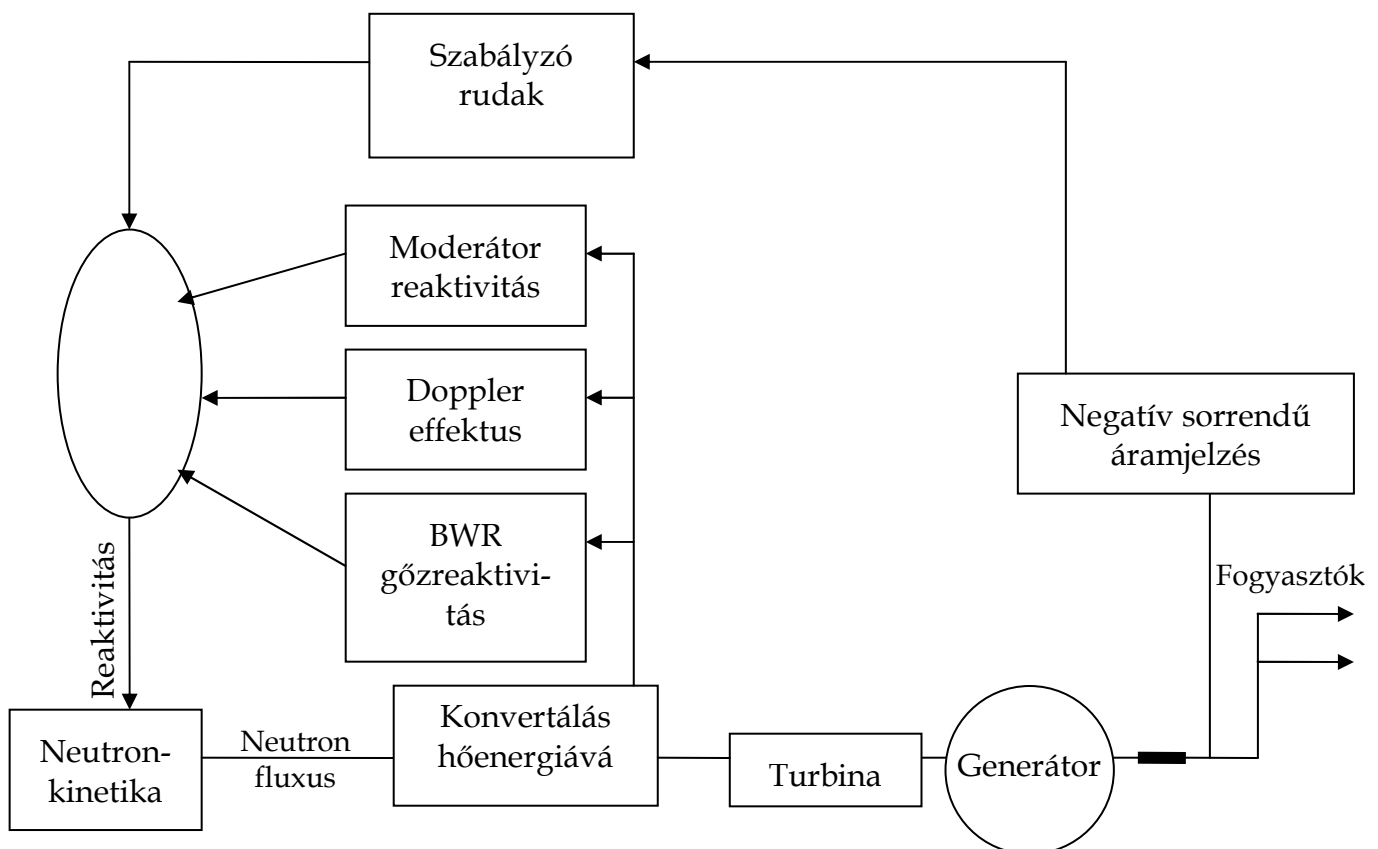 Szabályzó
rudak
Moderátor
reaktivitás
Doppler
effektus
BWR
gőzreaktivi-
tás
Negatív sorrendű
áramjelzés
Fogyasztók
Reaktivitás
Neutron-
kinetika
Neutron
fluxus
Konvertálás
hőenergiává
Turbina
Generátor